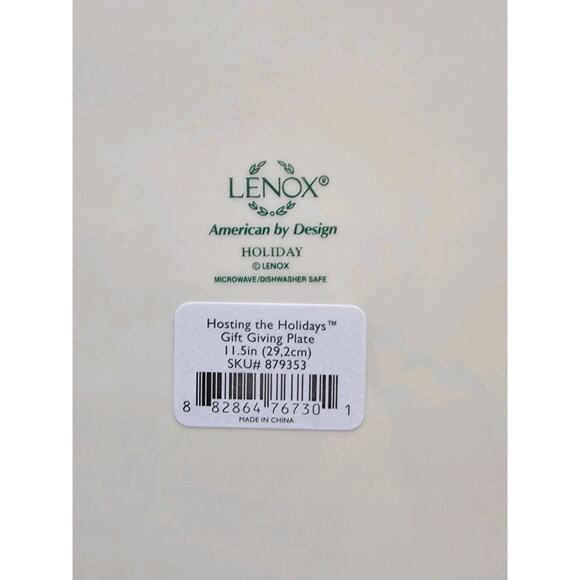 LENOX®
American by Design
HOLIDAY
© LENOX
MICROWAVE/DISHWASHER SAFE
Hosting the Holidays™
Gift Giving Plate
11.5in (29,2cm)
SKU# 879353
8 82864 76730 1
MADE IN CHINA